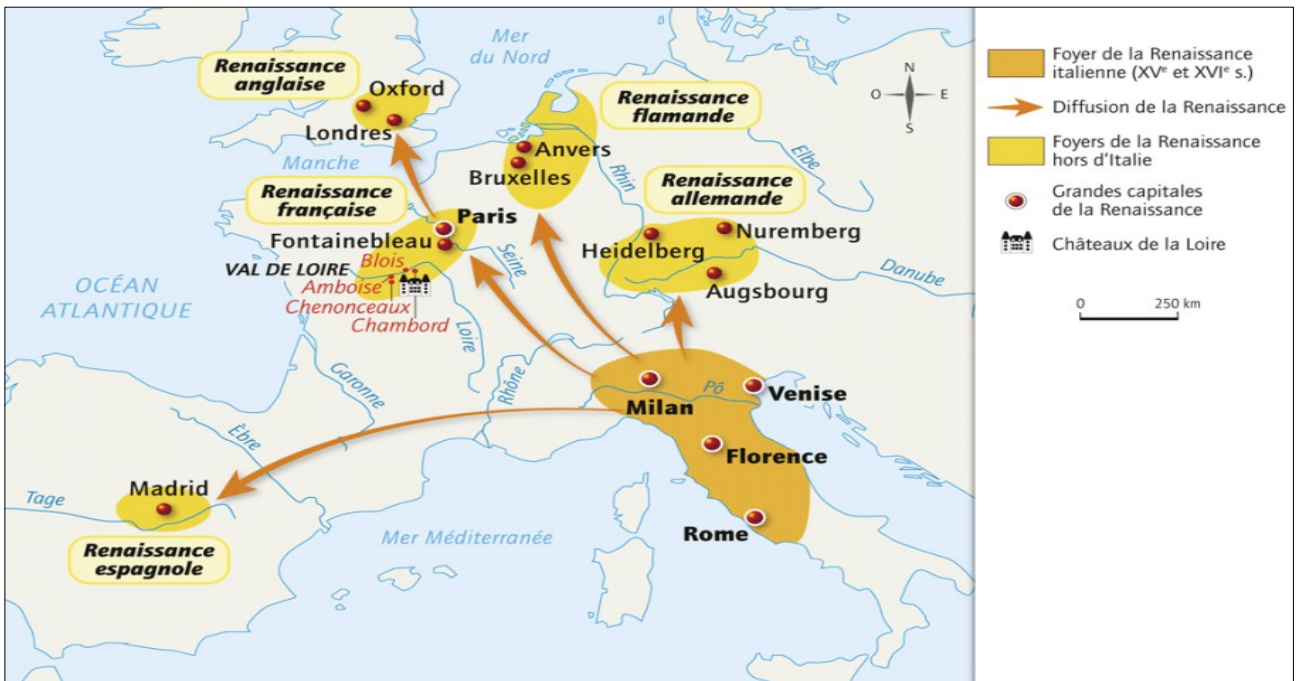 Mer
du Nord
Renaissance
anglaise
Oxford
Londres
Manche
Renaissance
flamande
Anvers
Bruxelles
Rhin
Elbe
N
O
E
S
Renaissance
française
Paris
Fontainebleau
Seine
Renaissance
allemande
Nuremberg
Heidelberg
Danube
Augsbourg
VAL DE LOIRE
Blois
Amboise
Chenonceaux
Chambord
Loire
OCÉAN
ATLANTIQUE
Garonne
Rhône
Pô
Milan
Venise
Florence
Rome
Èbre
Madrid
Tage
Renaissance
espagnole
Mer Méditerranée
Foyer de la Renaissance
italienne (XVe et XVIe s.)
Diffusion de la Renaissance
Foyers de la Renaissance
hors d'Italie
Grandes capitales
de la Renaissance
Châteaux de la Loire
0
250 km